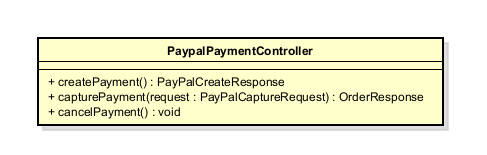 PaypalPaymentController
+ createPayment() : PayPalCreateResponse
+ capturePayment(request : PayPalCaptureRequest) : OrderResponse
+ cancelPayment() : void